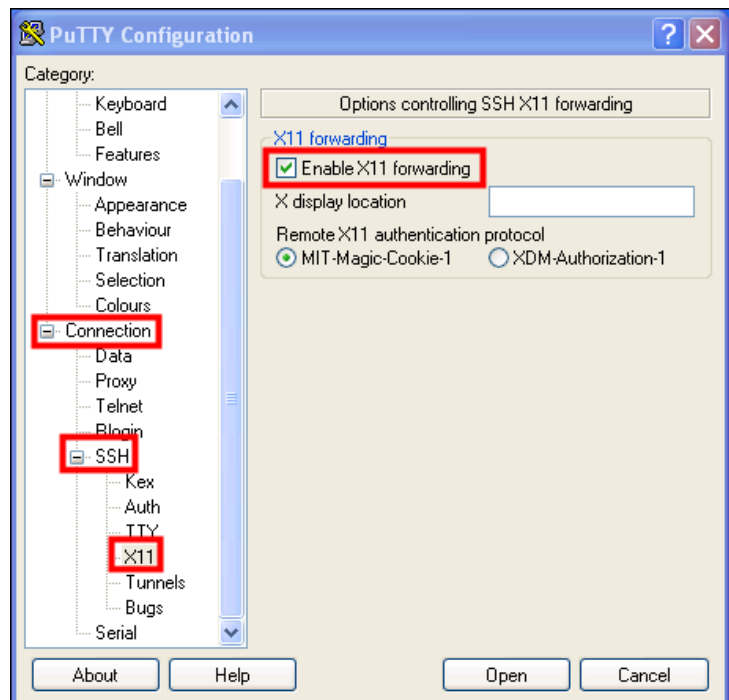 PuTTY Configuration
Category:
Keyboard
Bell
Features
Window
Appearance
Behaviour
Translation
Selection
Colours
Connection
Data
Proxy
Telnet
Rlogin
SSH
Kex
Auth
TTY
X11
Tunnels
Bugs
Serial
Options controlling SSH X11 forwarding
X11 forwarding
Enable X11 forwarding
X display location
Remote X11 authentication protocol
MIT-Magic-Cookie-1 XDM-Authorization-1
About Help Open Cancel